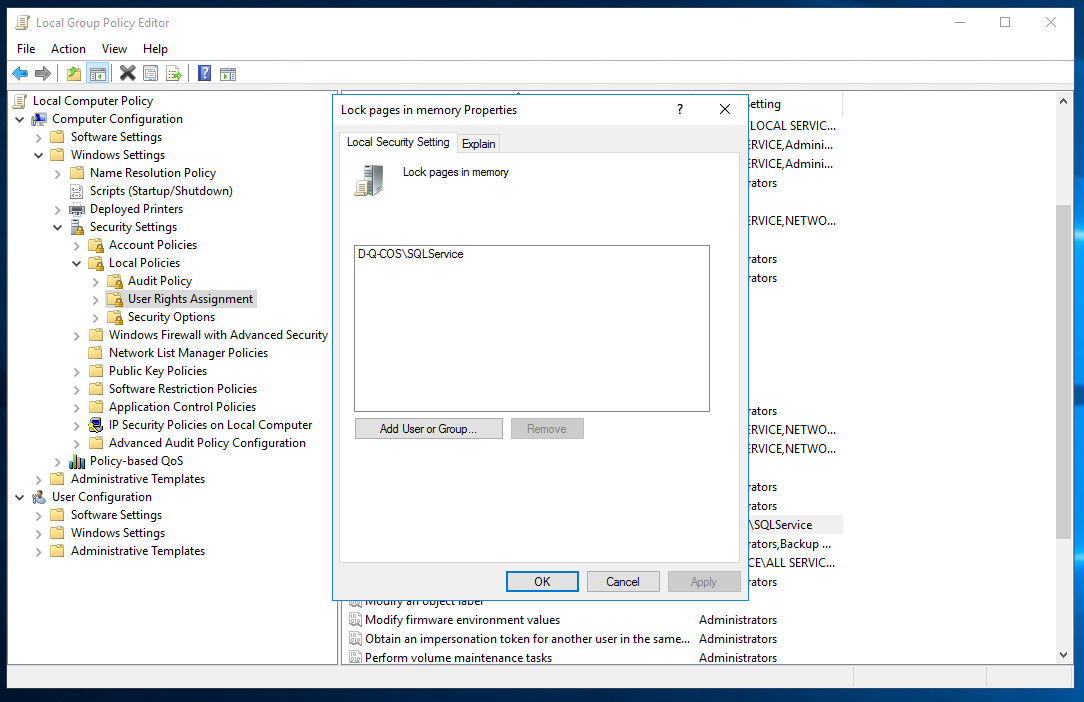 Local Group Policy Editor
File Action View Help
Local Computer Policy
Computer Configuration
Software Settings
Windows Settings
Name Resolution Policy
Scripts (Startup/Shutdown)
Deployed Printers
Security Settings
Account Policies
Local Policies
Audit Policy
User Rights Assignment
Security Options
Windows Firewall with Advanced Security
Network List Manager Policies
Public Key Policies
Software Restriction Policies
Application Control Policies
IP Security Policies on Local Computer
Advanced Audit Policy Configuration
Policy-based QoS
Administrative Templates
User Configuration
Software Settings
Windows Settings
Administrative Templates
Lock pages in memory Properties
?
Local Security Setting Explain
Lock pages in memory
D-Q-COS\SQLService
Add User or Group... Remove
OK Cancel Apply
etting
LOCAL SERVIC...
ERVICE,Admini...
ERVICE,Admini...
rators
ERVICE,NETWO...
rators
rators
rators
ERVICE,NETWO...
ERVICE,NETWO...
rators
rators
\SQLService
rators,Backup ...
CE\ALL SERVIC...
rators
Modify an object label
Modify firmware environment values Administrators
Obtain an impersonation token for another user in the same... Administrators
Perform volume maintenance tasks Administrators